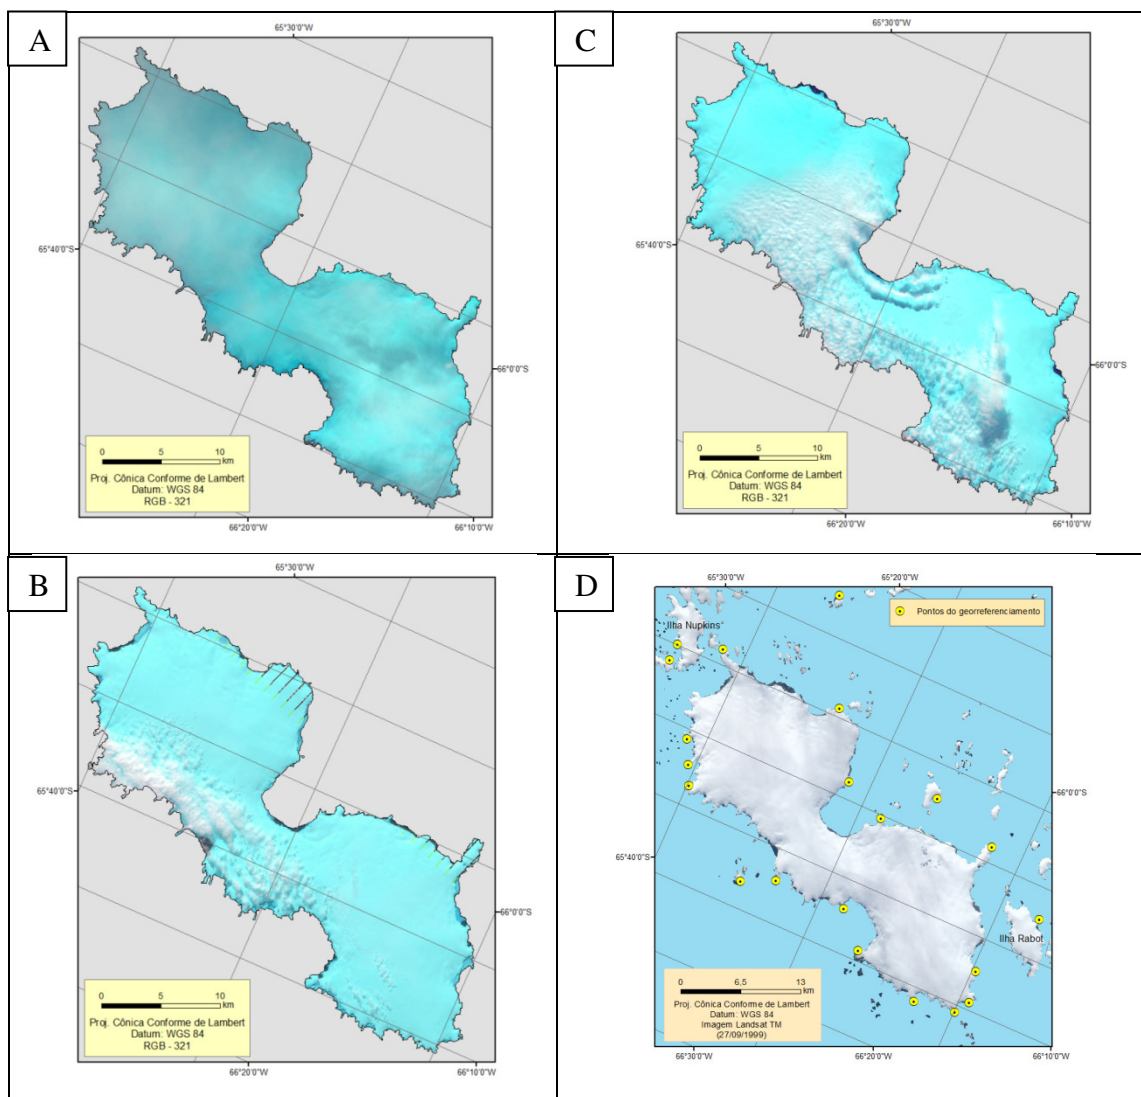 A
65°30'0"W
65°40'0"S
66°0'0"S
0 5 10
km
Proj. Cônica Conforme de Lambert
Datum: WGS 84
RGB - 321
66°20'0"W
66°10'0"W
C
65°30'0"W
65°40'0"S
66°0'0"S
0 5 10
km
Proj. Cônica Conforme de Lambert
Datum: WGS 84
RGB - 321
66°20'0"W
66°10'0"W
B
65°30'0"W
65°40'0"S
66°0'0"S
0 5 10
km
Proj. Cônica Conforme de Lambert
Datum: WGS 84
RGB - 321
66°20'0"W
66°10'0"W
D
65°30'0"W
65°20'0"W
Pontos do georreferenciamento
Ilha Nupkins
66°0'0"S
65°40'0"S
Ilha Rabot
0 6,5 13
km
Proj. Cônica Conforme de Lambert
Datum: WGS 84
Imagem Landsat TM
(27/09/1999)
66°30'0"W
66°20'0"W
66°10'0"W